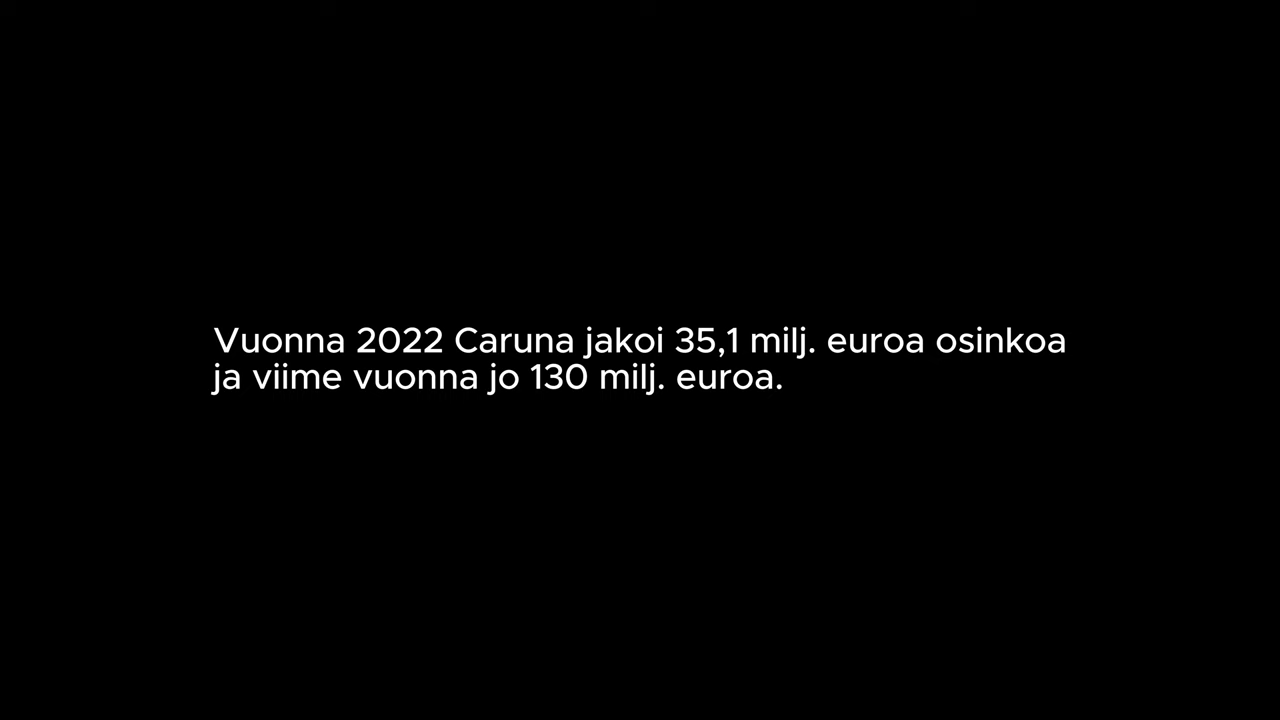 Vuonna 2022 Caruna jakoi 35,1 milj. euroa osinkoa
ja viime vuonna jo 130 milj. euroa.